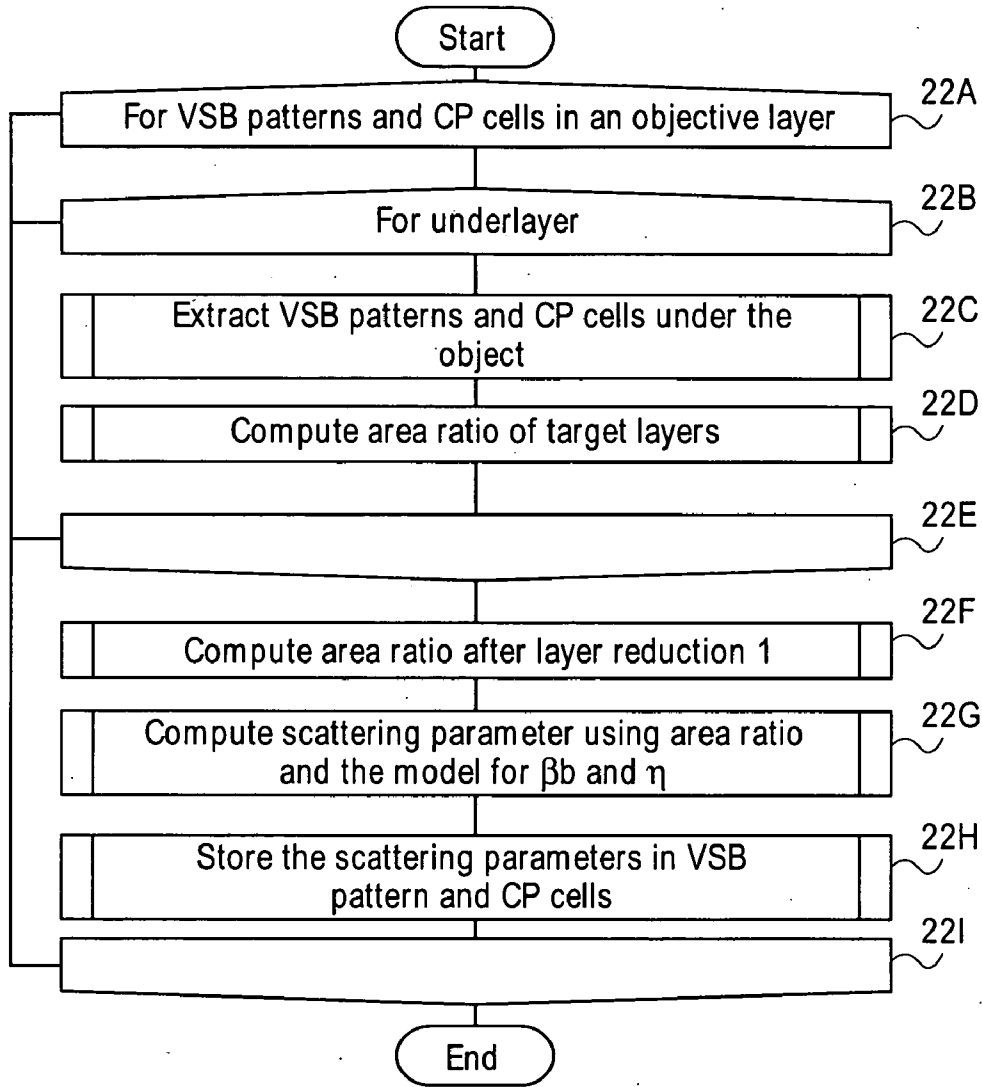 Start
For VSB patterns and CP cells in an objective layer
22A
For underlayer
22B
Extract VSB patterns and CP cells under the
object
22C
Compute area ratio of target layers
22D
22E
Compute area ratio after layer reduction 1
22F
Compute scattering parameter using area ratio
and the model for βb and η
22G
Store the scattering parameters in VSB
pattern and CP cells
22H
22I
End